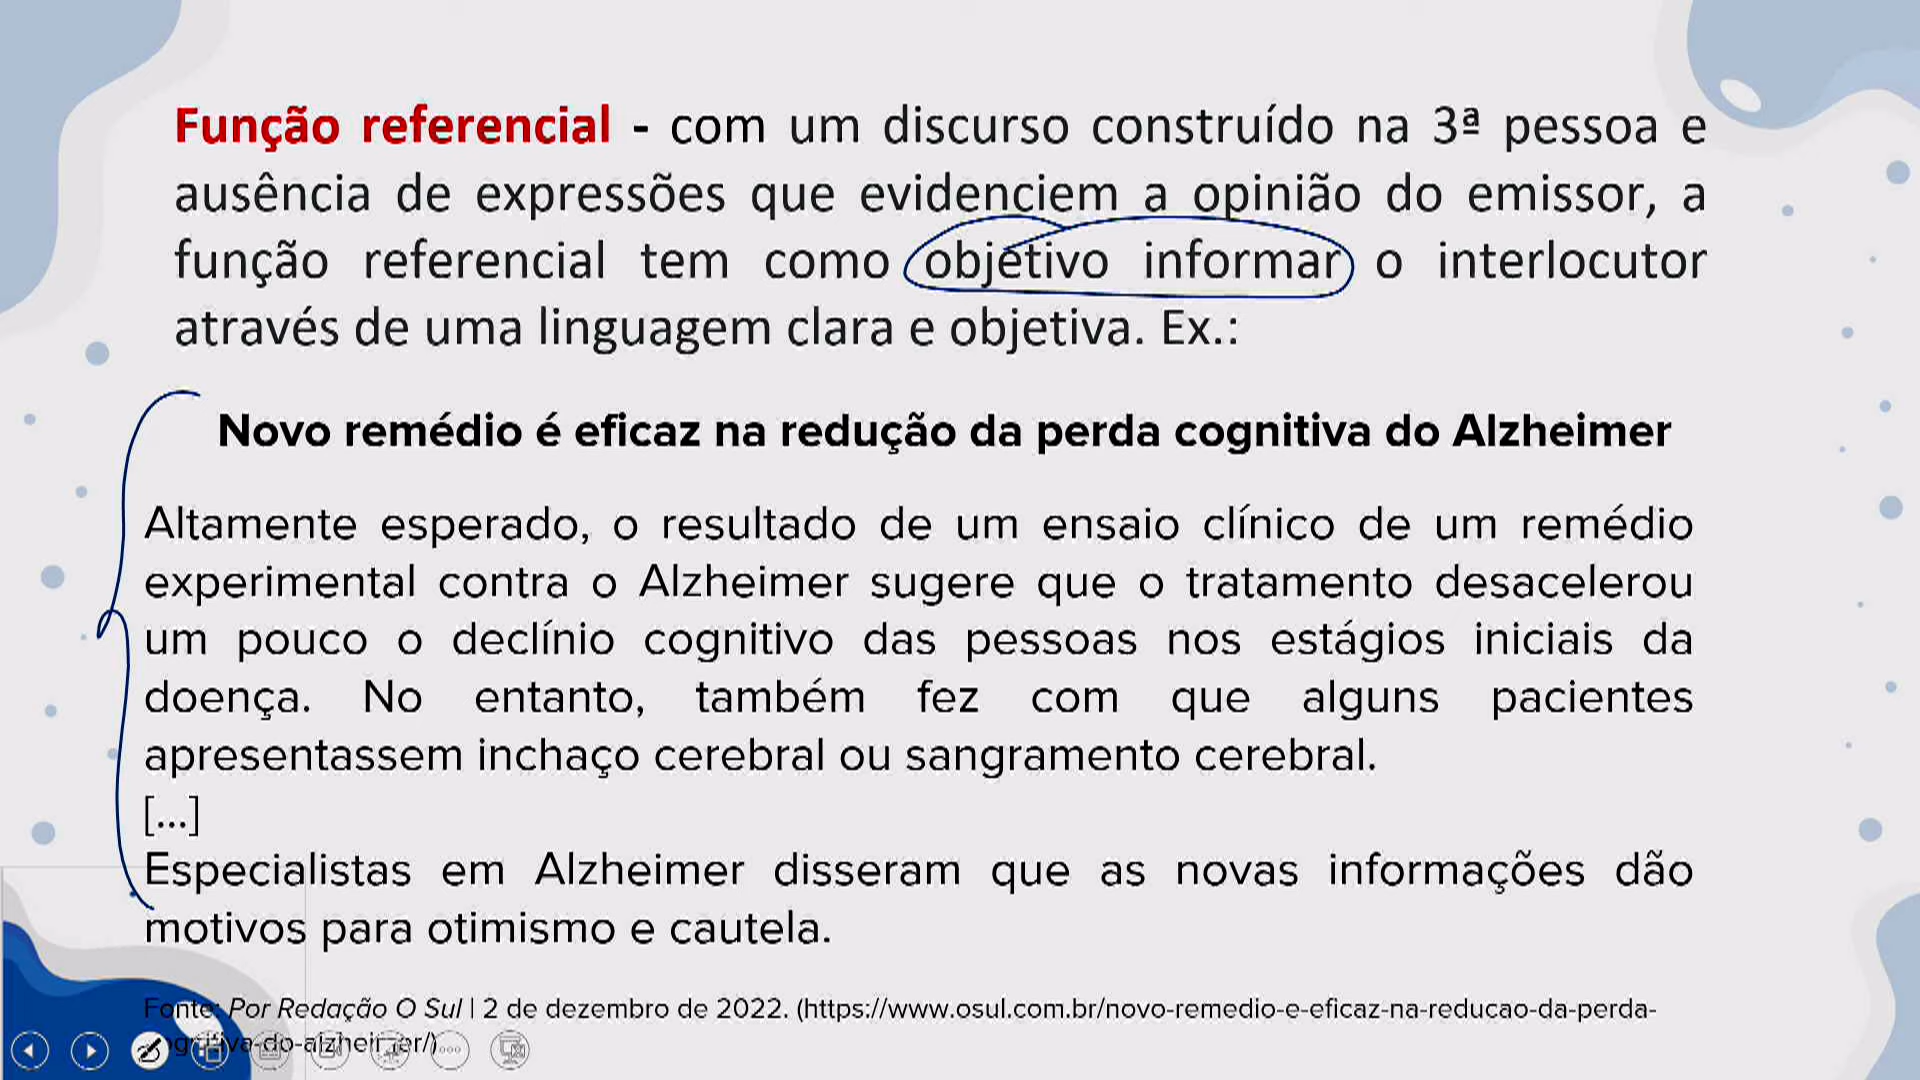 Função referencial - com um discurso construído na 3ª pessoa e
ausência de expressões que evidenciem a opinião do emissor, a
função referencial tem como objetivo informar o interlocutor
através de uma linguagem clara e objetiva. Ex.:
Novo remédio é eficaz na redução da perda cognitiva do Alzheimer
Altamente esperado, o resultado de um ensaio clínico de um remédio
experimental contra o Alzheimer sugere que o tratamento desacelerou
um pouco o declínio cognitivo das pessoas nos estágios iniciais da
doença. No entanto, também fez com que alguns pacientes
apresentassem inchaço cerebral ou sangramento cerebral.
[...]
Especialistas em Alzheimer disseram que as novas informações dão
motivos para otimismo e cautela.
Fonte: Por Redação O Sul | 2 de dezembro de 2022. (https://www.osul.com.br/novo-remedio-e-eficaz-na-reducao-da-perda-
cognitiva-do-alzheimer/)